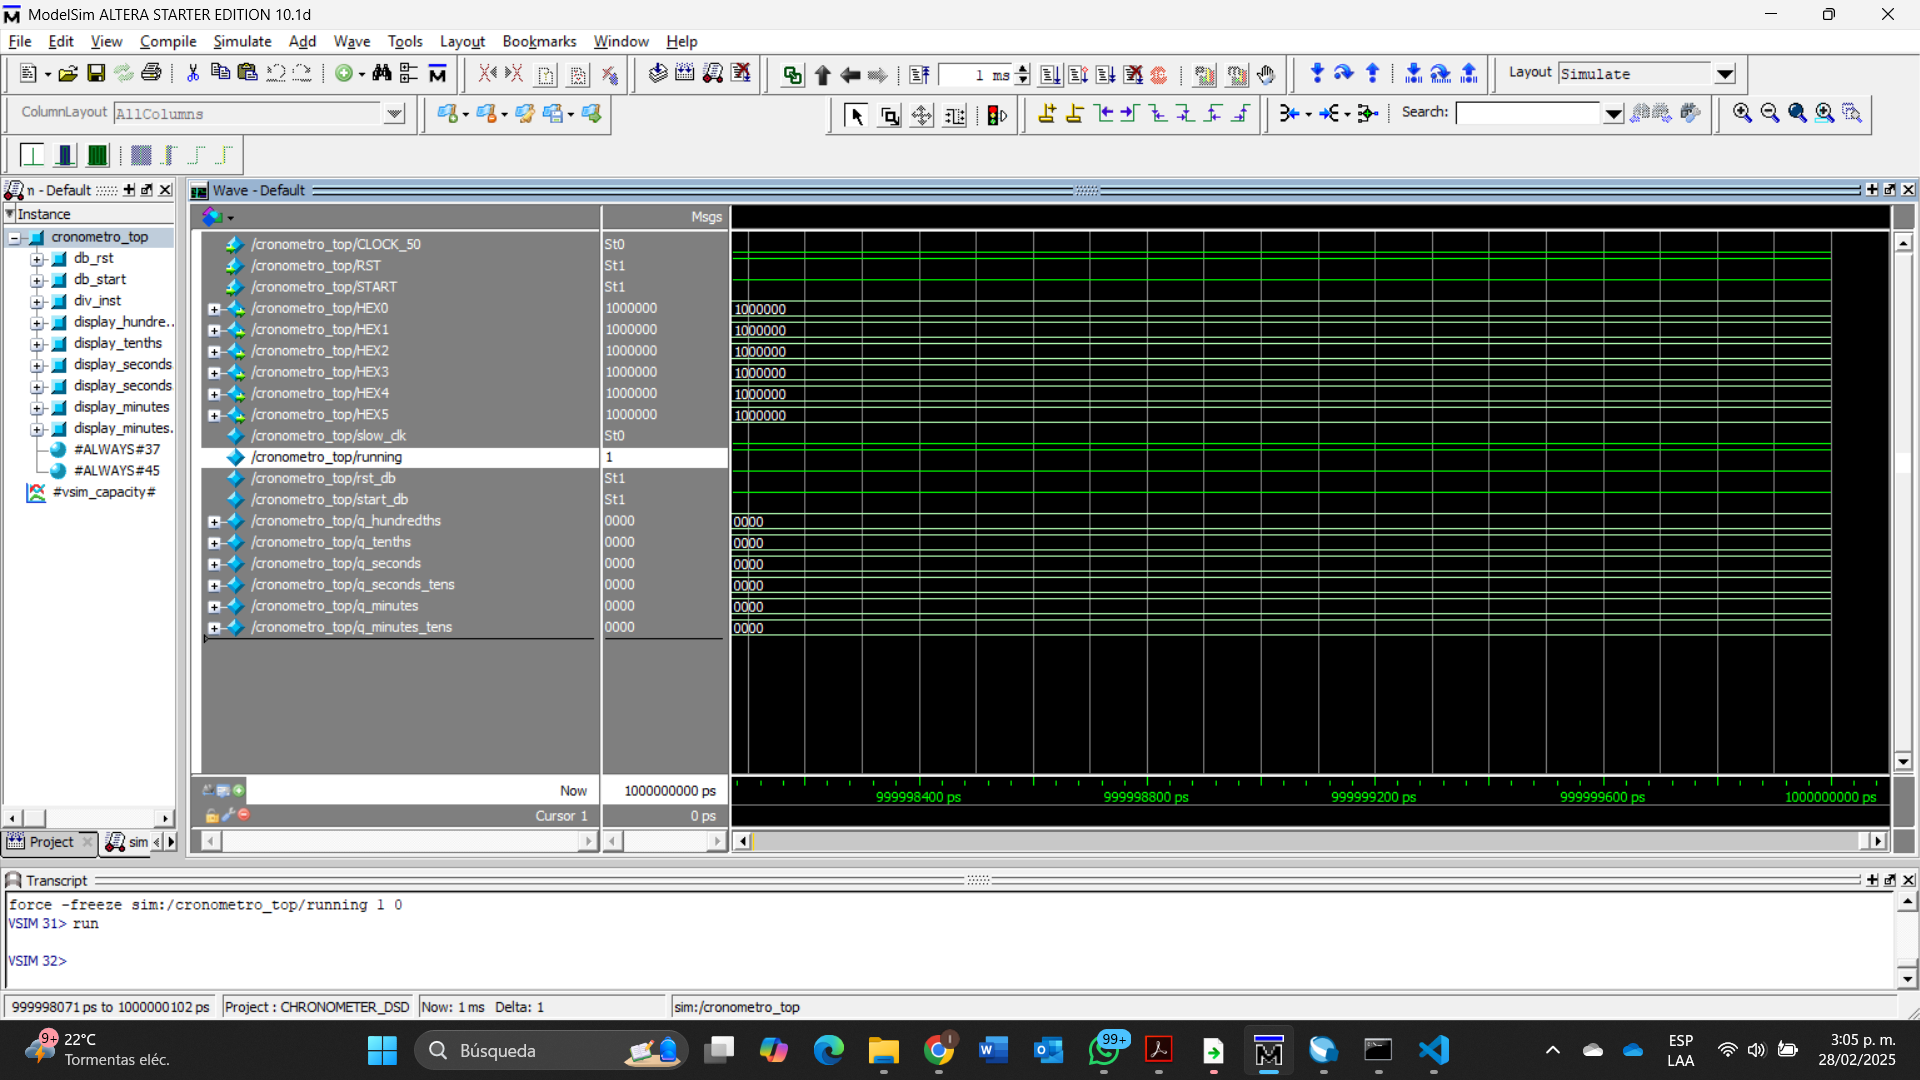 ModelSim ALTERA STARTER EDITION 10.1d
File Edit View Compile Simulate Add Wave Tools Layout Bookmarks Window Help
1 ms
Layout Simulate
ColumnLayout AllColumns
Search:
n - Default
Wave - Default
Instance
Msgs
cronometro_top
db_rst
db_start
div_inst
display_hundre..
display_tenths
display_seconds
display_seconds
display_minutes
display_minutes.
#ALWAYS#37
#ALWAYS#45
#vsim_capacity#
/cronometro_top/CLOCK_50 St0
/cronometro_top/RST St1
/cronometro_top/START St1
/cronometro_top/HEX0 1000000 1000000
/cronometro_top/HEX1 1000000 1000000
/cronometro_top/HEX2 1000000 1000000
/cronometro_top/HEX3 1000000 1000000
/cronometro_top/HEX4 1000000 1000000
/cronometro_top/HEX5 1000000 1000000
/cronometro_top/slow_clk St0
/cronometro_top/running 1
/cronometro_top/rst_db St1
/cronometro_top/start_db St1
/cronometro_top/q_hundredths 0000 0000
/cronometro_top/q_tenths 0000 0000
/cronometro_top/q_seconds 0000 0000
/cronometro_top/q_seconds_tens 0000 0000
/cronometro_top/q_minutes 0000 0000
/cronometro_top/q_minutes_tens 0000 0000
Now 1000000000 ps
999998400 ps 999998800 ps 999999200 ps 999999600 ps 1000000000 ps
Cursor 1 0 ps
Project sim
Transcript
force -freeze sim:/cronometro_top/running 1 0
VSIM 31> run
VSIM 32>
999998071 ps to 1000000102 ps Project : CHRONOMETER_DSD Now: 1 ms Delta: 1 sim:/cronometro_top
9+
22°C
Tormentas eléc.
Búsqueda
99+
ESP
LAA
3:05 p. m.
28/02/2025